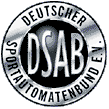 DEUTSCHER
DSAB
SPORTAUTOMATENBUND E.V.